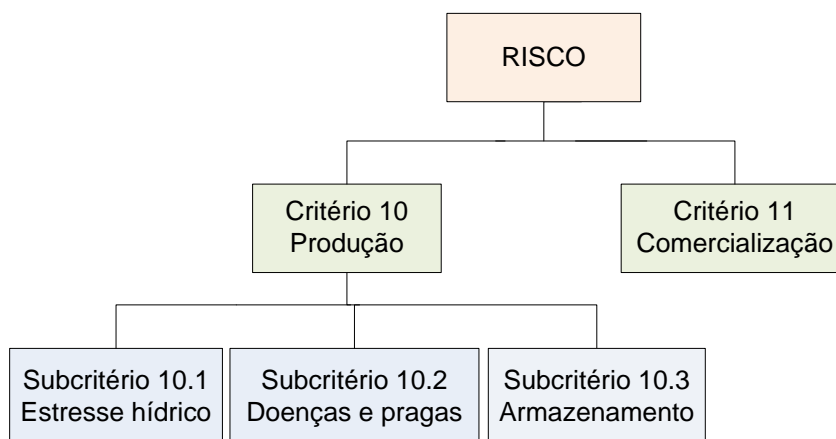 RISCO
Critério 10
Produção
Critério 11
Comercialização
Subcritério 10.1
Estresse hídrico
Subcritério 10.2
Doenças e pragas
Subcritério 10.3
Armazenamento